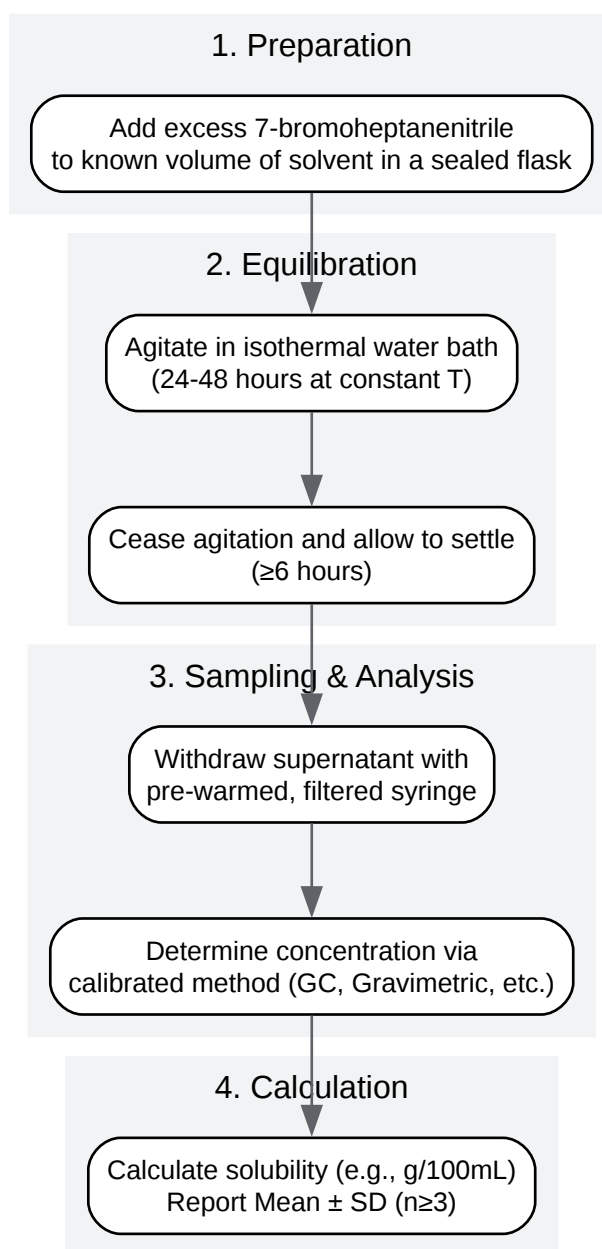 1. Preparation
Add excess 7-bromoheptanenitrile
to known volume of solvent in a sealed flask
2. Equilibration
Agitate in isothermal water bath
(24-48 hours at constant T)
Cease agitation and allow to settle
(≥6 hours)
3. Sampling & Analysis
Withdraw supernatant with
pre-warmed, filtered syringe
Determine concentration via
calibrated method (GC, Gravimetric, etc.)
4. Calculation
Calculate solubility (e.g., g/100mL)
Report Mean ± SD (n≥3)